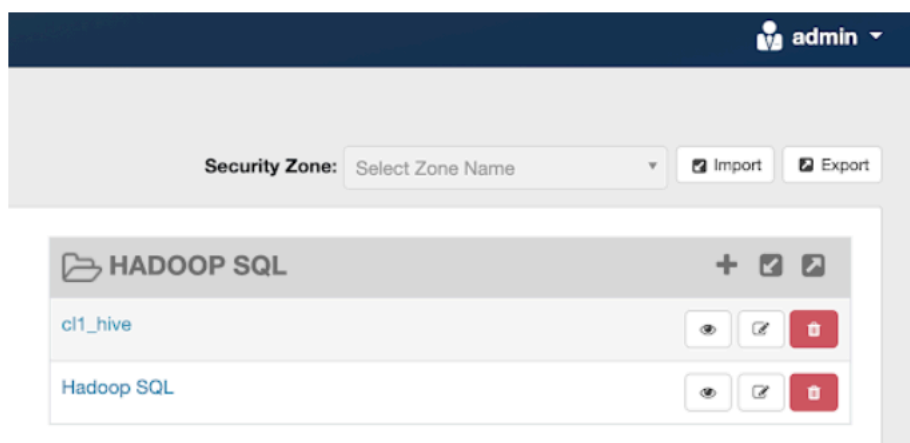 admin
Security Zone: Select Zone Name Import Export
HADOOP SQL
cl1_hive
Hadoop SQL